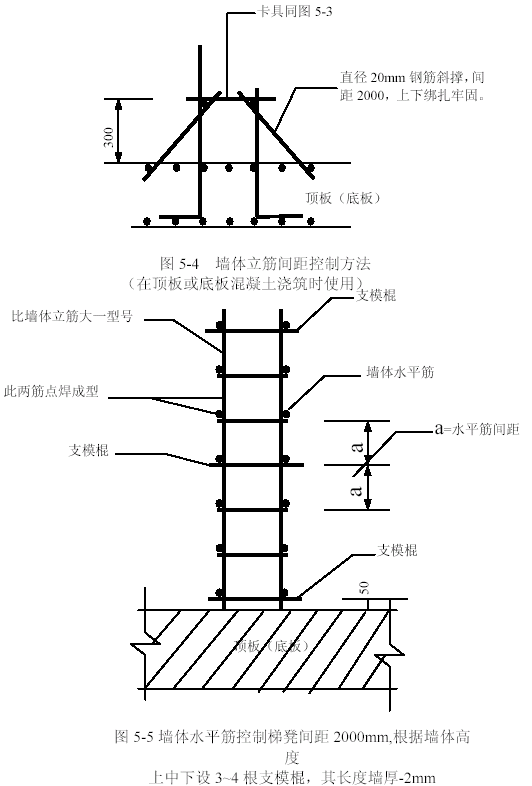 卡具同图 5-3
直径 20mm 钢筋斜撑，间
距 2000，上下绑扎牢固。
300
顶板（底板）
图 5-4 墙体立筋间距控制方法
（在顶板或底板混凝土浇筑时使用）
支模棍
比墙体立筋大一型号
墙体水平筋
此两筋点焊成型
a
a=水平筋间距
支模棍
a
支模棍
50
顶板（底板）
图 5-5 墙体水平筋控制梯凳间距 2000mm,根据墙体高
度
上中下设 3~4 根支模棍，其长度墙厚-2mm